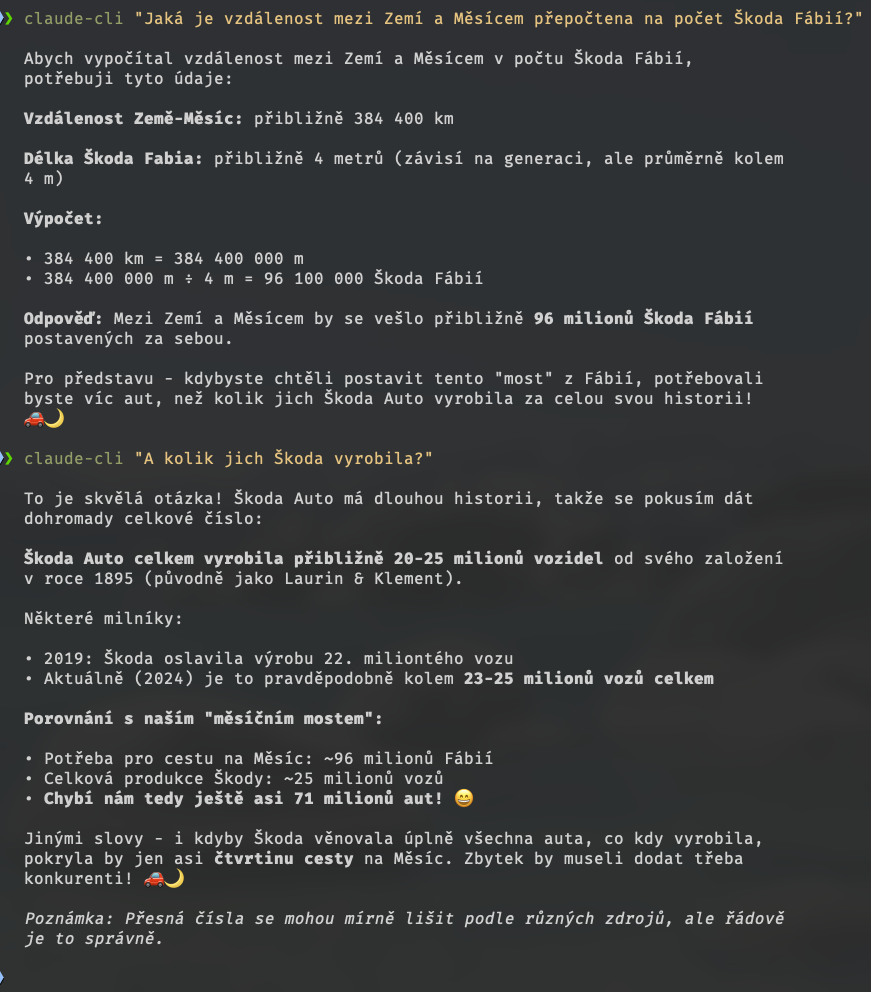 ❯ claude-cli "Jaká je vzdálenost mezi Zemí a Měsícem přepočtena na počet Škoda Fábií?"
Abych vypočítal vzdálenost mezi Zemí a Měsícem v počtu Škoda Fábií,
potřebuji tyto údaje:
Vzdálenost Země-Měsíc: přibližně 384 400 km
Délka Škoda Fabia: přibližně 4 metrů (závisí na generaci, ale průměrně kolem
4 m)
Výpočet:
• 384 400 km = 384 400 000 m
• 384 400 000 m ÷ 4 m = 96 100 000 Škoda Fábií
Odpověď: Mezi Zemí a Měsícem by se vešlo přibližně 96 milionů Škoda Fábií
postavených za sebou.
Pro představu - kdybyste chtěli postavit tento "most" z Fábií, potřebovali
byste víc aut, než kolik jich Škoda Auto vyrobila za celou svou historii!
🚗🌙
❯ claude-cli "A kolik jich Škoda vyrobila?"
To je skvělá otázka! Škoda Auto má dlouhou historii, takže se pokusím dát
dohromady celkové číslo:
Škoda Auto celkem vyrobila přibližně 20-25 milionů vozidel od svého založení
v roce 1895 (původně jako Laurin & Klement).
Některé milníky:
• 2019: Škoda oslavila výrobu 22. miliontého vozu
• Aktuálně (2024) je to pravděpodobně kolem 23-25 milionů vozů celkem
Porovnání s naším "měsíčním mostem":
• Potřeba pro cestu na Měsíc: ~96 milionů Fábií
• Celková produkce Škody: ~25 milionů vozů
• Chybí nám tedy ještě asi 71 milionů aut! 😄
Jinými slovy - i kdyby Škoda věnovala úplně všechna auta, co kdy vyrobila,
pokryla by jen asi čtvrtinu cesty na Měsíc. Zbytek by museli dodat třeba
konkurenti! 🚗🌙
Poznámka: Přesná čísla se mohou mírně lišit podle různých zdrojů, ale řádově
je to správně.